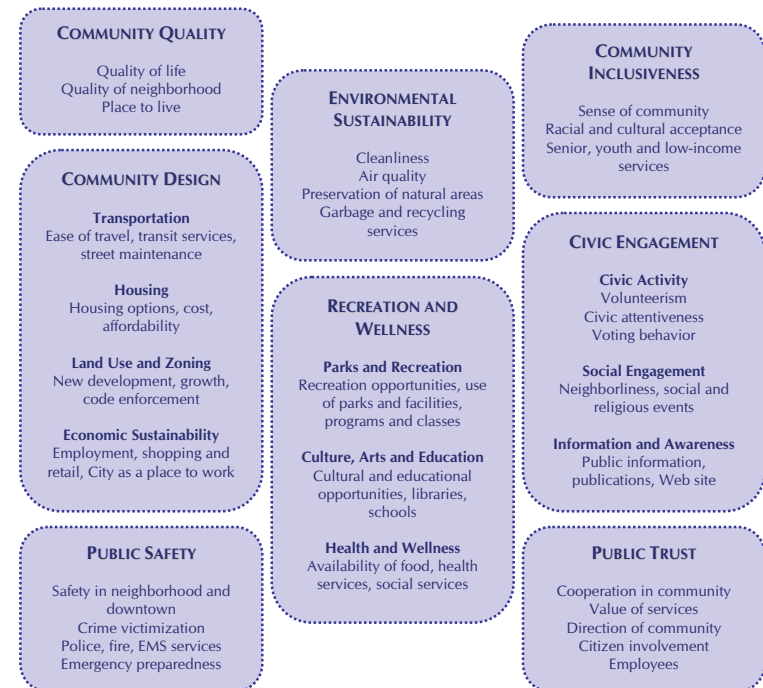 COMMUNITY QUALITY
Quality of life
Quality of neighborhood
Place to live
COMMUNITY DESIGN
Transportation
Ease of travel, transit services,
street maintenance
Housing
Housing options, cost,
affordability
Land Use and Zoning
New development, growth,
code enforcement
Economic Sustainability
Employment, shopping and
retail, City as a place to work
PUBLIC SAFETY
Safety in neighborhood and
downtown
Crime victimization
Police, fire, EMS services
Emergency preparedness
ENVIRONMENTAL
SUSTAINABILITY
Cleanliness
Air quality
Preservation of natural areas
Garbage and recycling
services
RECREATION AND
WELLNESS
Parks and Recreation
Recreation opportunities, use
of parks and facilities,
programs and classes
Culture, Arts and Education
Cultural and educational
opportunities, libraries,
schools
Health and Wellness
Availability of food, health
services, social services
COMMUNITY
INCLUSIVENESS
Sense of community
Racial and cultural acceptance
Senior, youth and low-income
services
CIVIC ENGAGEMENT
Civic Activity
Volunteerism
Civic attentiveness
Voting behavior
Social Engagement
Neighborliness, social and
religious events
Information and Awareness
Public information,
publications, Web site
PUBLIC TRUST
Cooperation in community
Value of services
Direction of community
Citizen involvement
Employees